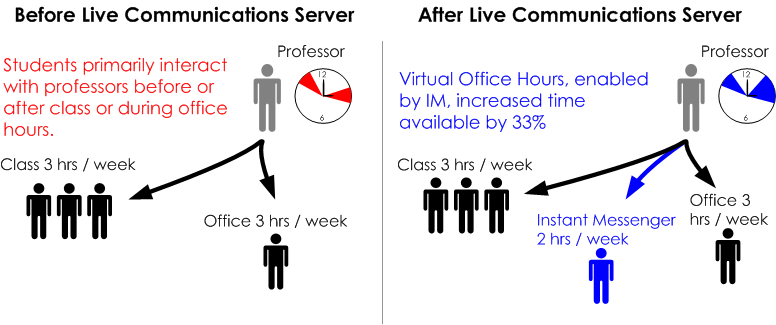 Before Live Communications Server
Professor
12
6
Students primarily interact
with professors before or
after class or during office
hours.
Class 3 hrs / week
Office 3 hrs / week
After Live Communications Server
Professor
12
6
Virtual Office Hours, enabled
by IM, increased time
available by 33%
Class 3 hrs / week
Instant Messenger
2 hrs / week
Office 3
hrs / week